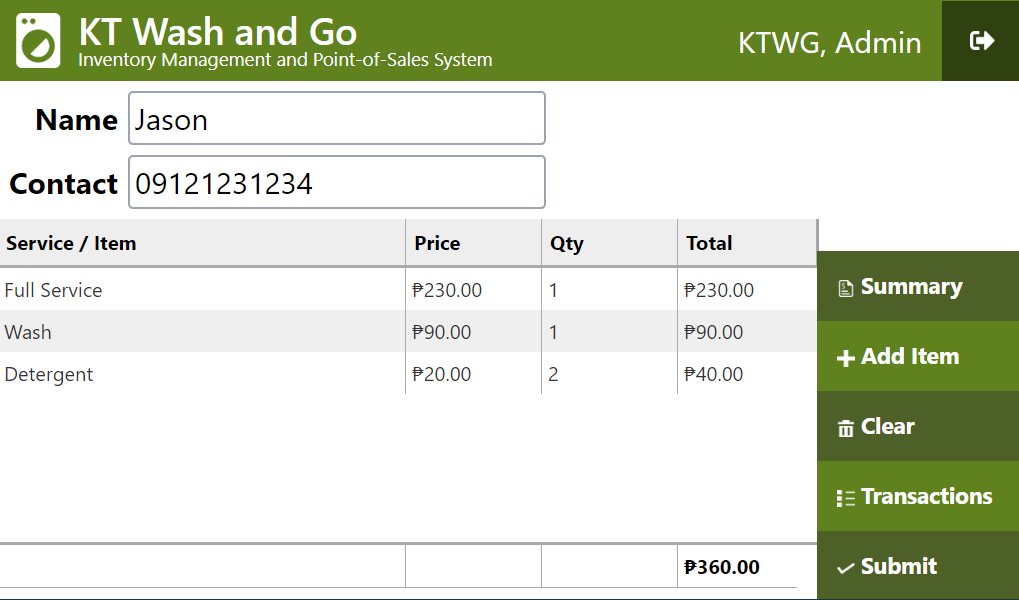 KT Wash and Go
Inventory Management and Point-of-Sales System
KTWG, Admin
Name Jason
Contact 09121231234
Service / Item Price Qty Total
Full Service ₱230.00 1 ₱230.00
Wash ₱90.00 1 ₱90.00
Detergent ₱20.00 2 ₱40.00
₱360.00
Summary
Add Item
Clear
Transactions
Submit